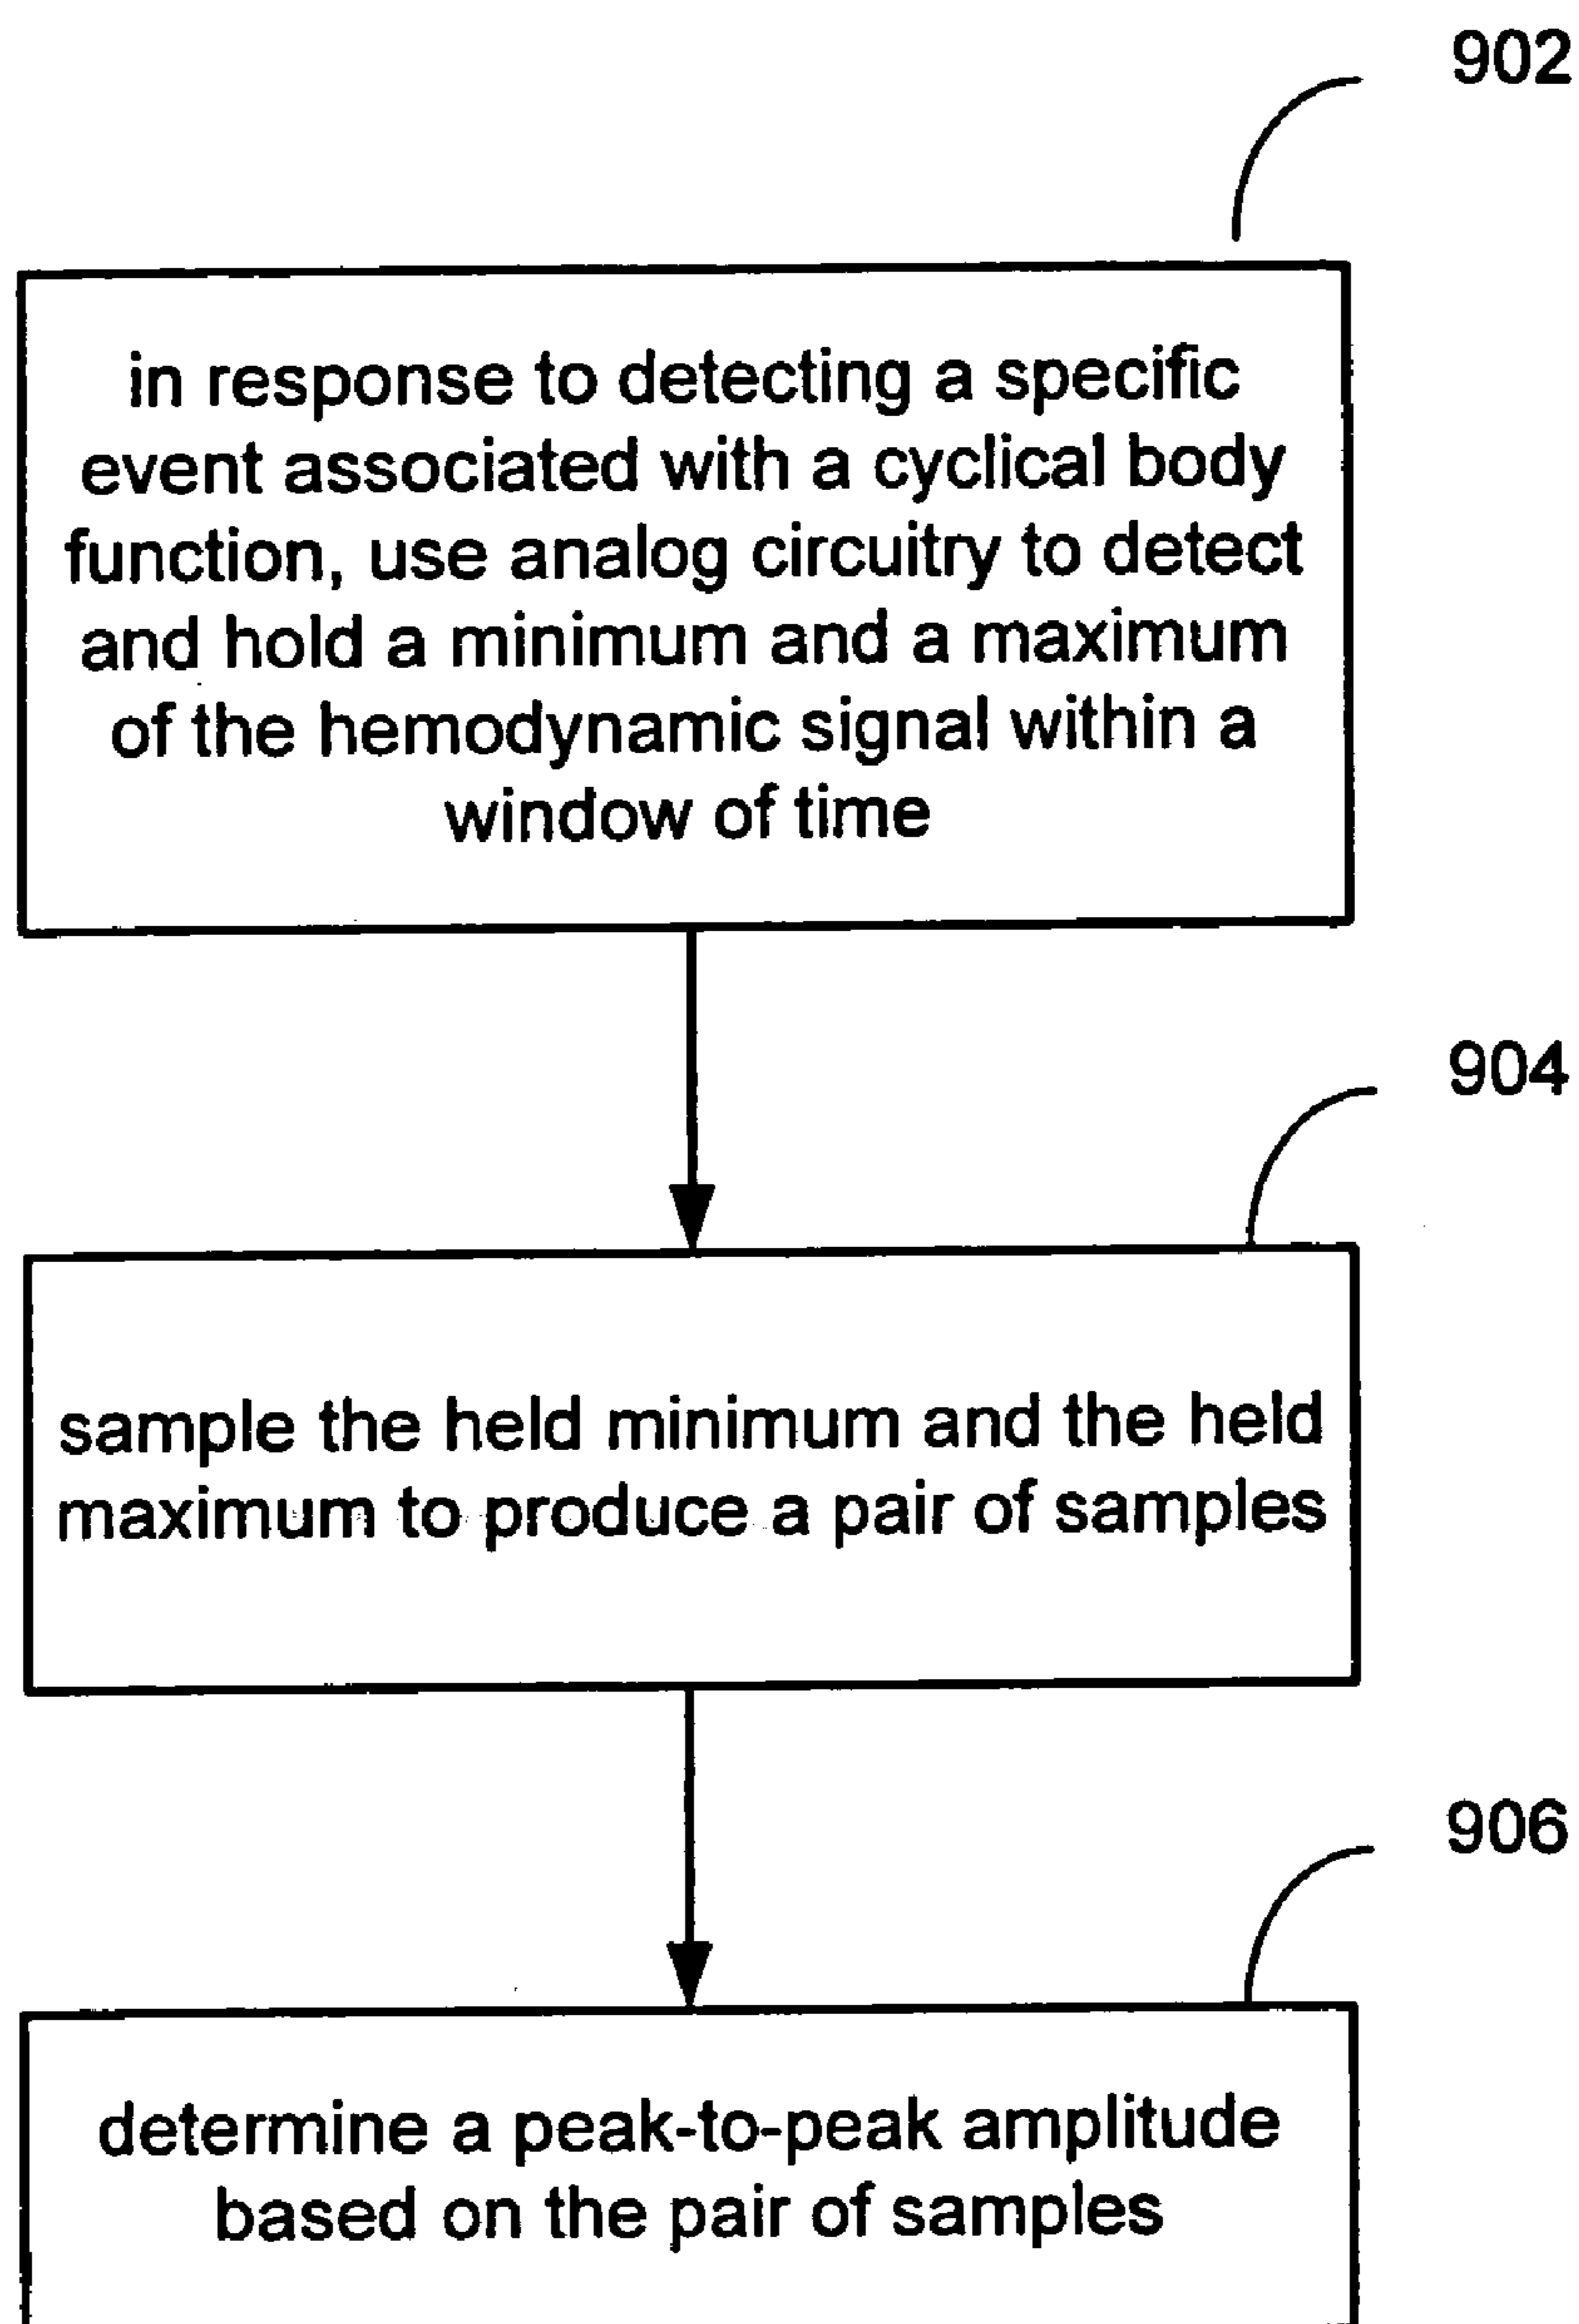 902
in response to detecting a specific
event associated with a cyclical body
function, use analog circuitry to detect
and hold a minimum and a maximum
of the hemodynamic signal within a
window of time
904
sample the held minimum and the held
maximum to produce a pair of samples
906
determine a peak-to-peak amplitude
based on the pair of samples